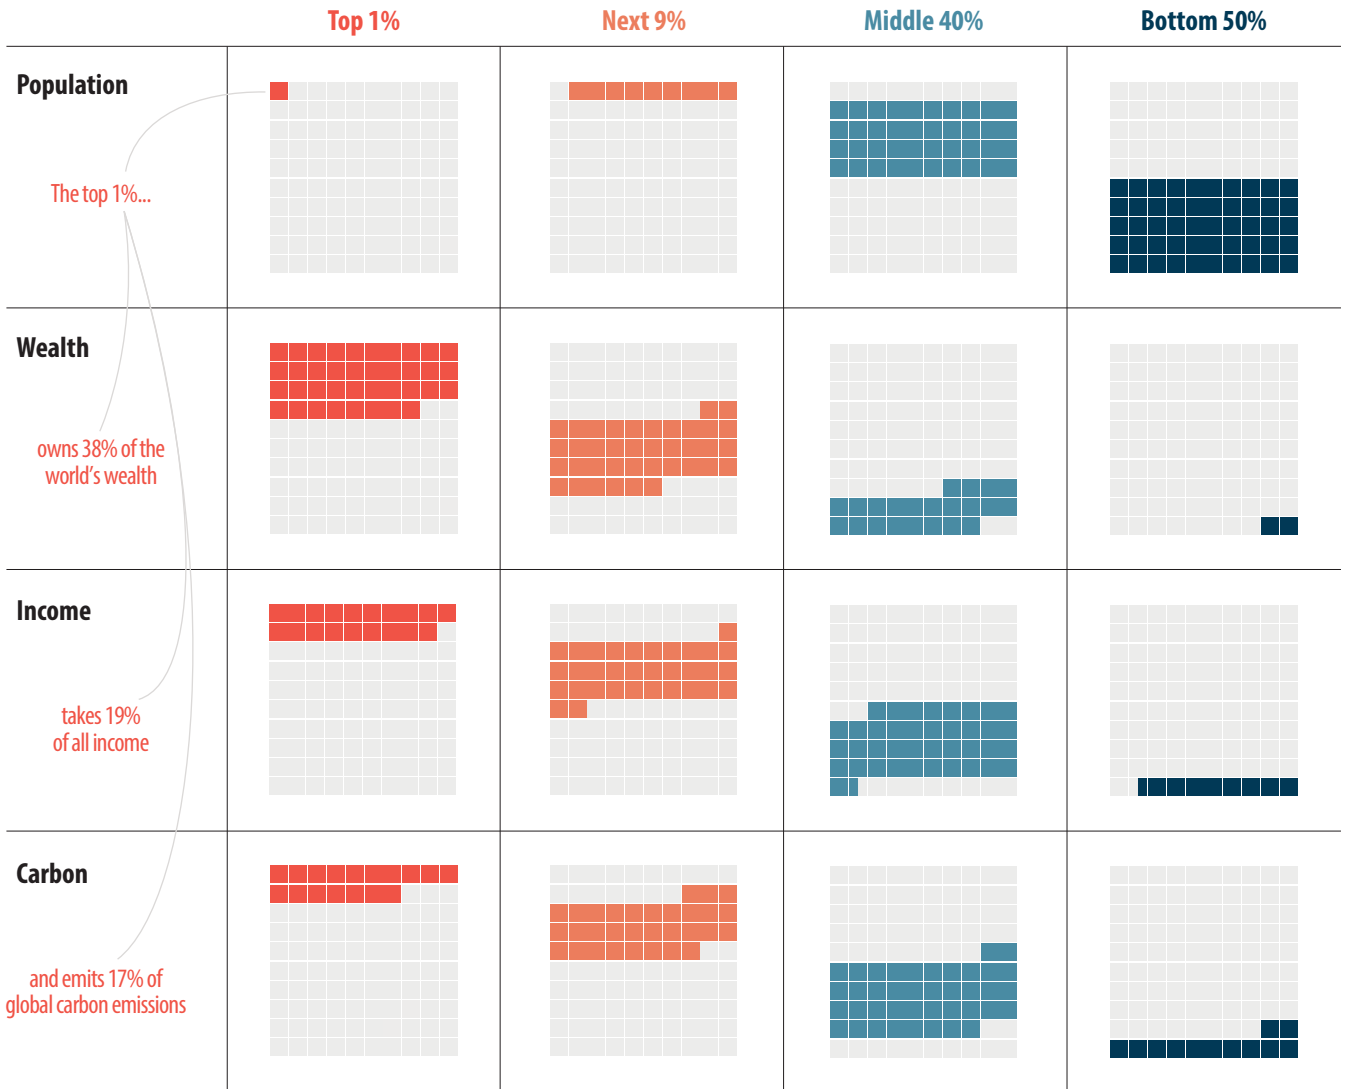 Top 1%
Next 9%
Middle 40%
Bottom 50%
Population
The top 1%...
Wealth
owns 38% of the
world's wealth
Income
takes 19%
of all income
Carbon
and emits 17% of
global carbon emissions